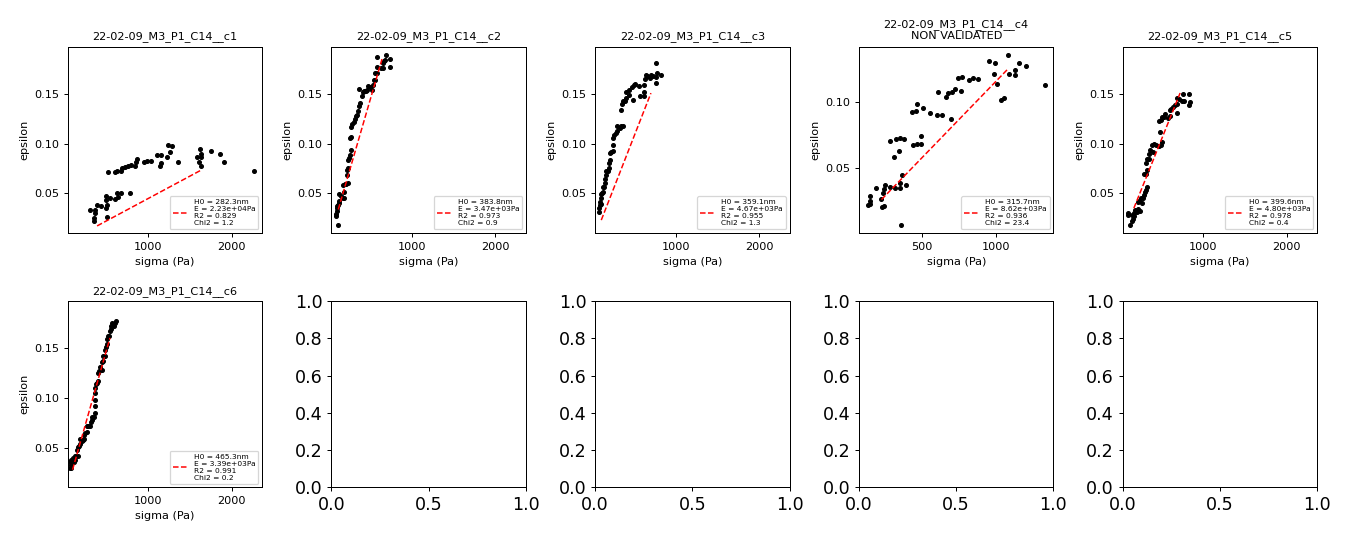 22-02-09_M3_P1_C14__c1
epsilon
0.15
0.10
0.05
1000 2000
sigma (Pa)
H0 = 282.3nm
E = 2.23e+04Pa
R2 = 0.829
Chi2 = 1.2
22-02-09_M3_P1_C14__c2
epsilon
0.15
0.10
0.05
1000 2000
sigma (Pa)
H0 = 383.8nm
E = 3.47e+03Pa
R2 = 0.973
Chi2 = 0.9
22-02-09_M3_P1_C14__c3
epsilon
0.15
0.10
0.05
1000 2000
sigma (Pa)
H0 = 359.1nm
E = 4.67e+03Pa
R2 = 0.955
Chi2 = 1.3
22-02-09_M3_P1_C14__c4
NON VALIDATED
epsilon
0.10
0.05
500 1000
sigma (Pa)
H0 = 315.7nm
E = 8.62e+03Pa
R2 = 0.936
Chi2 = 23.4
22-02-09_M3_P1_C14__c5
epsilon
0.15
0.10
0.05
1000 2000
sigma (Pa)
H0 = 399.6nm
E = 4.80e+03Pa
R2 = 0.978
Chi2 = 0.4
22-02-09_M3_P1_C14__c6
epsilon
0.15
0.10
0.05
1000 2000
sigma (Pa)
H0 = 465.3nm
E = 3.39e+03Pa
R2 = 0.991
Chi2 = 0.2
1.0
0.8
0.6
0.4
0.2
0.0
0.0 0.5 1.0
1.0
0.8
0.6
0.4
0.2
0.0
0.0 0.5 1.0
1.0
0.8
0.6
0.4
0.2
0.0
0.0 0.5 1.0
1.0
0.8
0.6
0.4
0.2
0.0
0.0 0.5 1.0